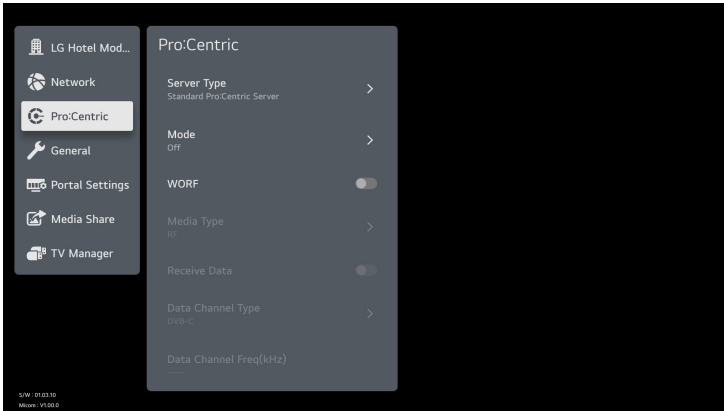 LG Hotel Mod...
Network
Pro:Centric
General
Portal Settings
Media Share
TV Manager
Pro:Centric
Server Type
Standard Pro:Centric Server
Mode
Off
WORF
Media Type
RF
Receive Data
Data Channel Type
DVB-C
Data Channel Freq(kHz)
S/W : 01.03.10
Micom : V1.00.0